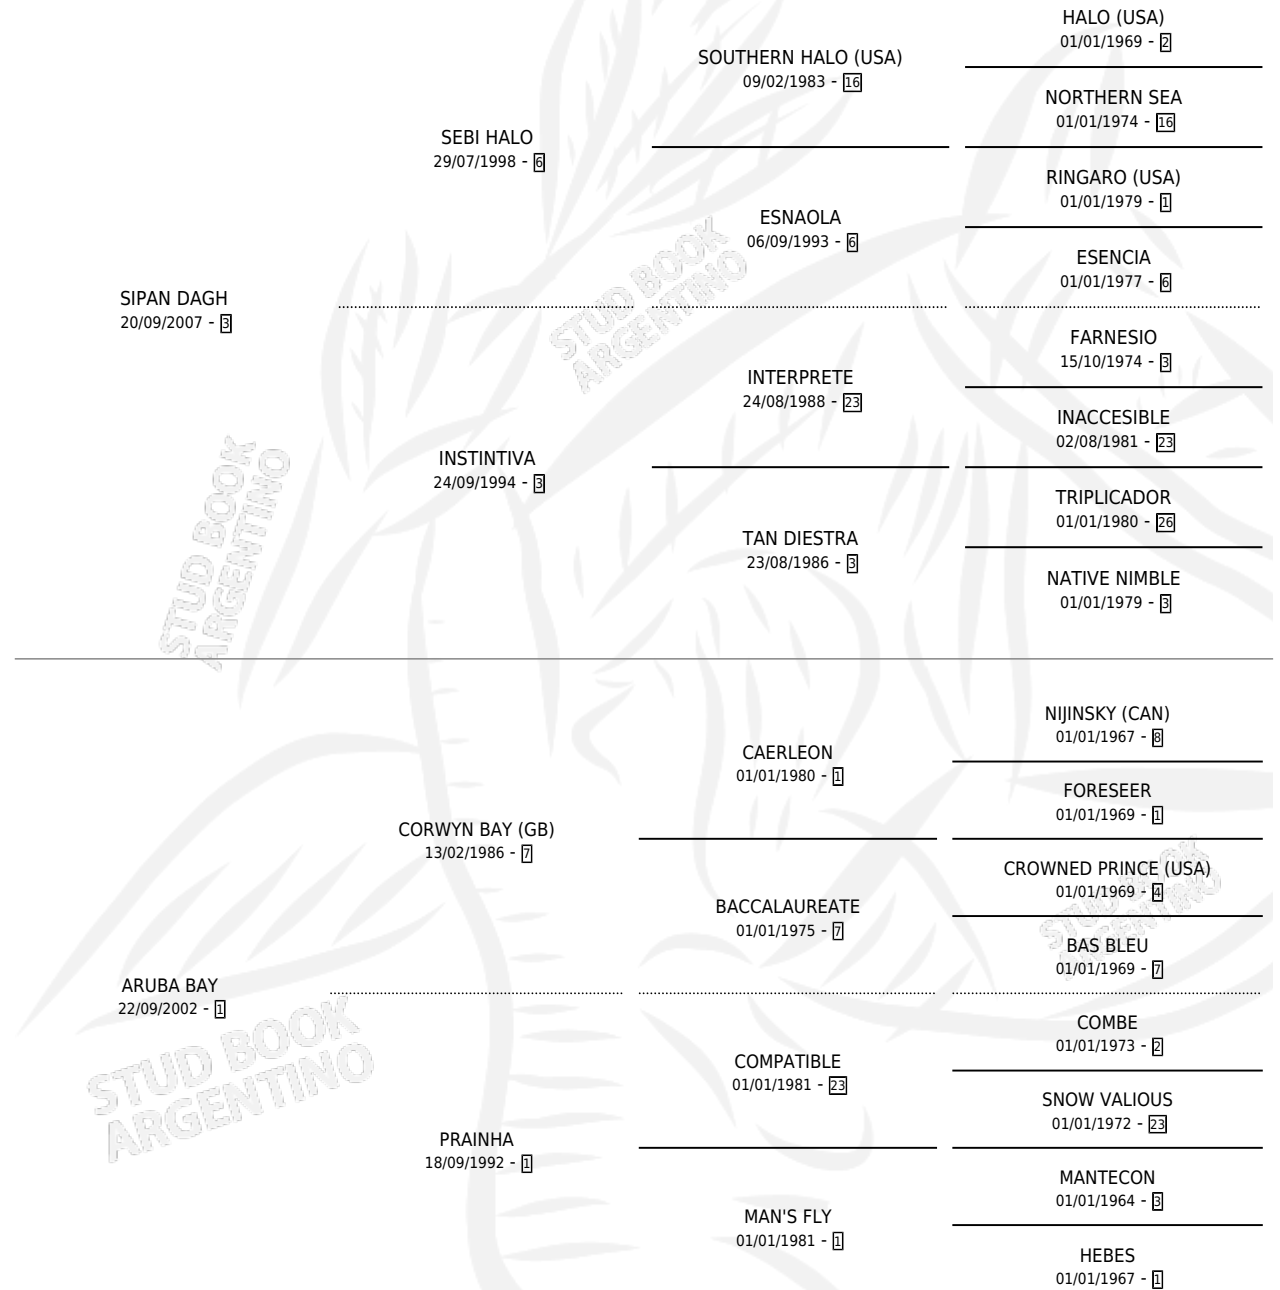 HALO (USA)
01/01/1969 - 2
SOUTHERN HALO (USA)
09/02/1983 - 16
NORTHERN SEA
01/01/1974 - 16
SEBI HALO
29/07/1998 - 6
RINGARO (USA)
01/01/1979 - 1
ESNAOLA
06/09/1993 - 6
ESENCIA
01/01/1977 - 6
SIPAN DAGH
20/09/2007 - 3
FARNESIO
15/10/1974 - 3
INTERPRETE
24/08/1988 - 23
INACCESIBLE
02/08/1981 - 23
INSTINTIVA
24/09/1994 - 3
TRIPLICADOR
01/01/1980 - 26
TAN DIESTRA
23/08/1986 - 3
NATIVE NIMBLE
01/01/1979 - 3
NIJINSKY (CAN)
01/01/1967 - 8
CAERLEON
01/01/1980 - 1
FORESEER
01/01/1969 - 1
CORWYN BAY (GB)
13/02/1986 - 7
CROWNED PRINCE (USA)
01/01/1969 - 4
BACCALAUREATE
01/01/1975 - 7
BAS BLEU
01/01/1969 - 7
ARUBA BAY
22/09/2002 - 1
COMBE
01/01/1973 - 2
COMPATIBLE
01/01/1981 - 23
SNOW VALIOUS
01/01/1972 - 23
PRAINHA
18/09/1992 - 1
MANTECON
01/01/1964 - 3
MAN'S FLY
01/01/1981 - 1
HEBES
01/01/1967 - 1
STUD BOOK
ARGENTINO
STUD BOOK
ARGENTINO
STUD BOOK
ARGENTINO
STUD BOOK
ARGENTINO